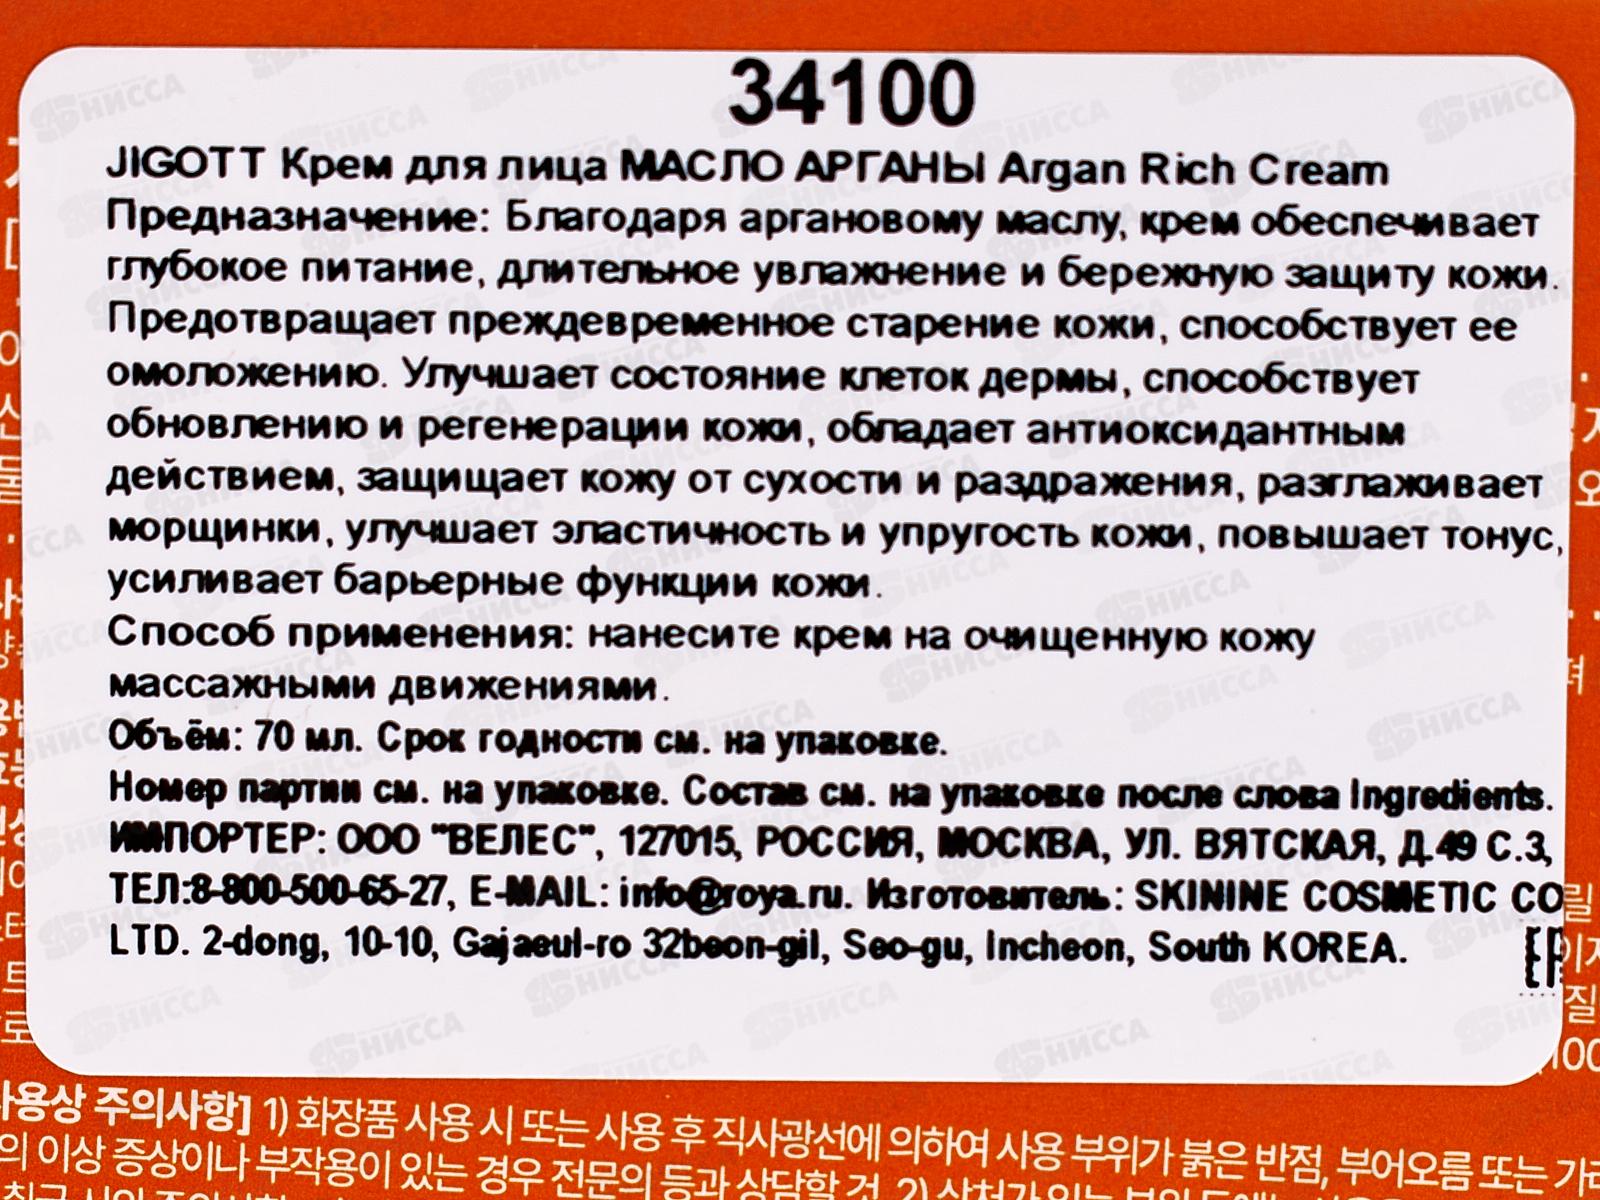 34100
JIGOTT Крем для лица МАСЛО АРГАНЫ Argan Rich Cream
Предназначение: Благодаря аргановому маслу, крем обеспечивает
глубокое питание, длительное увлажнение и бережную защиту кожи.
Предотвращает преждевременное старение кожи, способствует ее
омоложению. Улучшает состояние клеток дермы, способствует
обновлению и регенерации кожи, обладает антиоксидантным
действием, защищает кожу от сухости и раздражения, разглаживает
морщинки, улучшает эластичность и упругость кожи, повышает тонус,
усиливает барьерные функции кожи.
Способ применения: нанесите крем на очищенную кожу
массажными движениями.
Объём: 70 мл. Срок годности см. на упаковке.
Номер партии см. на упаковке. Состав см. на упаковке после слова Ingredients.
ИМПОРТЕР: ООО "ВЕЛЕС", 127015, РОССИЯ, МОСКВА, УЛ. ВЯТСКАЯ, Д.49 С.3,
ТЕЛ:8-800-500-65-27, E-MAIL: info@roya.ru. Изготовитель: SKININE COSMETIC CO
LTD. 2-dong, 10-10, Gajaeul-ro 32beon-gil, Seo-gu, Incheon, South KOREA.
사용상 주의사항] 1) 화장품 사용 시 또는 사용 후 직사광선에 의하여 사용 부위가 붉은 반점, 부어오름 또는
의 이상 증상이나 부작용이 있는 경우 전문의 등과 상담할 것 2)
НИССА